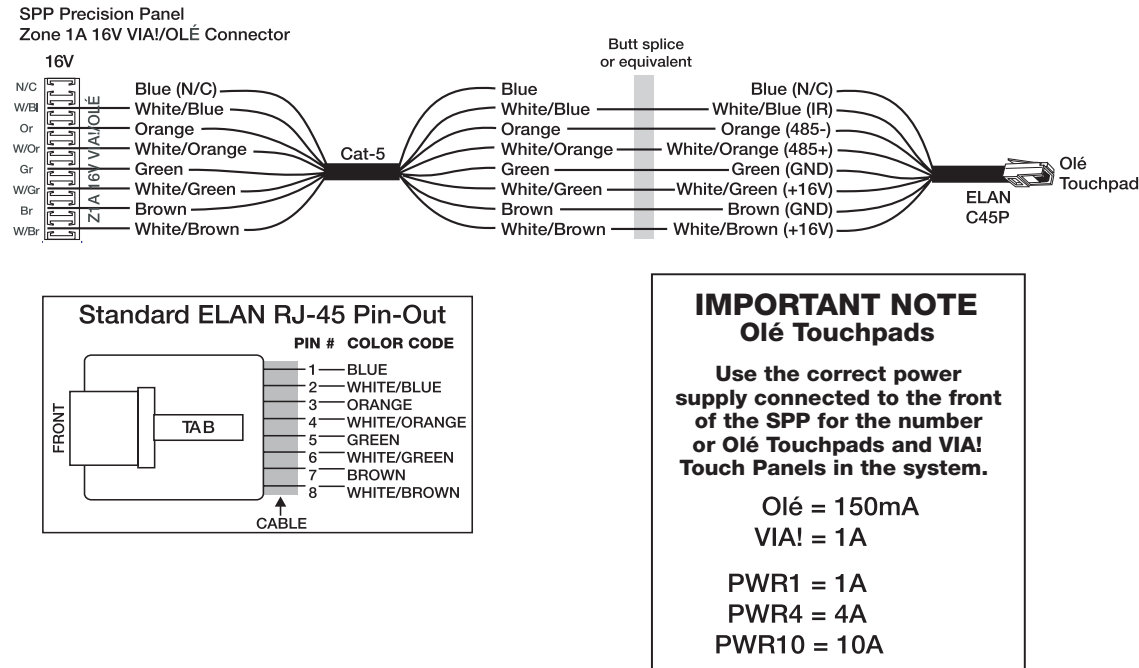 SPP Precision Panel
Zone 1A 16V VIA!/OLÉ Connector
16V
N/C
W/Bl
Or
W/Or
Gr
W/Gr
Br
W/Br
Z1A 16V VIA!/OLÉ
Blue (N/C)
White/Blue
Orange
White/Orange
Green
White/Green
Brown
White/Brown
Cat-5
Blue
White/Blue
Orange
White/Orange
Green
White/Green
Brown
White/Brown
Butt splice
or equivalent
Blue (N/C)
White/Blue (IR)
Orange (485-)
White/Orange (485+)
Green (GND)
White/Green (+16V)
Brown (GND)
White/Brown (+16V)
ELAN
C45P
Olé
Touchpad
Standard ELAN RJ-45 Pin-Out
PIN # COLOR CODE
1 BLUE
2 WHITE/BLUE
3 ORANGE
4 WHITE/ORANGE
5 GREEN
6 WHITE/GREEN
7 BROWN
8 WHITE/BROWN
FRONT
TAB
CABLE
IMPORTANT NOTE
Olé Touchpads
Use the correct power
supply connected to the front
of the SPP for the number
or Olé Touchpads and VIA!
Touch Panels in the system.
Olé = 150mA
VIA! = 1A
PWR1 = 1A
PWR4 = 4A
PWR10 = 10A